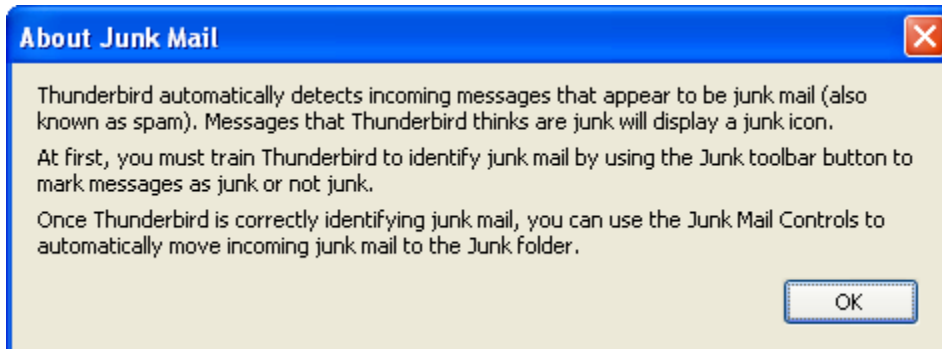 About Junk Mail
Thunderbird automatically detects incoming messages that appear to be junk mail (also
known as spam). Messages that Thunderbird thinks are junk will display a junk icon.
At first, you must train Thunderbird to identify junk mail by using the Junk toolbar button to
mark messages as junk or not junk.
Once Thunderbird is correctly identifying junk mail, you can use the Junk Mail Controls to
automatically move incoming junk mail to the Junk folder.
OK